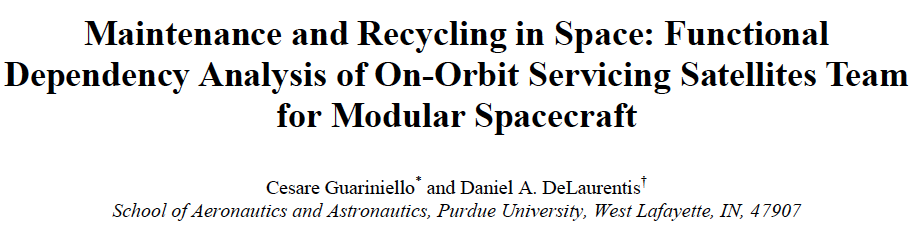 Maintenance and Recycling in Space: Functional
Dependency Analysis of On-Orbit Servicing Satellites Team
for Modular Spacecraft
Cesare Guariniello* and Daniel A. DeLaurentis†
School of Aeronautics and Astronautics, Purdue University, West Lafayette, IN, 47907